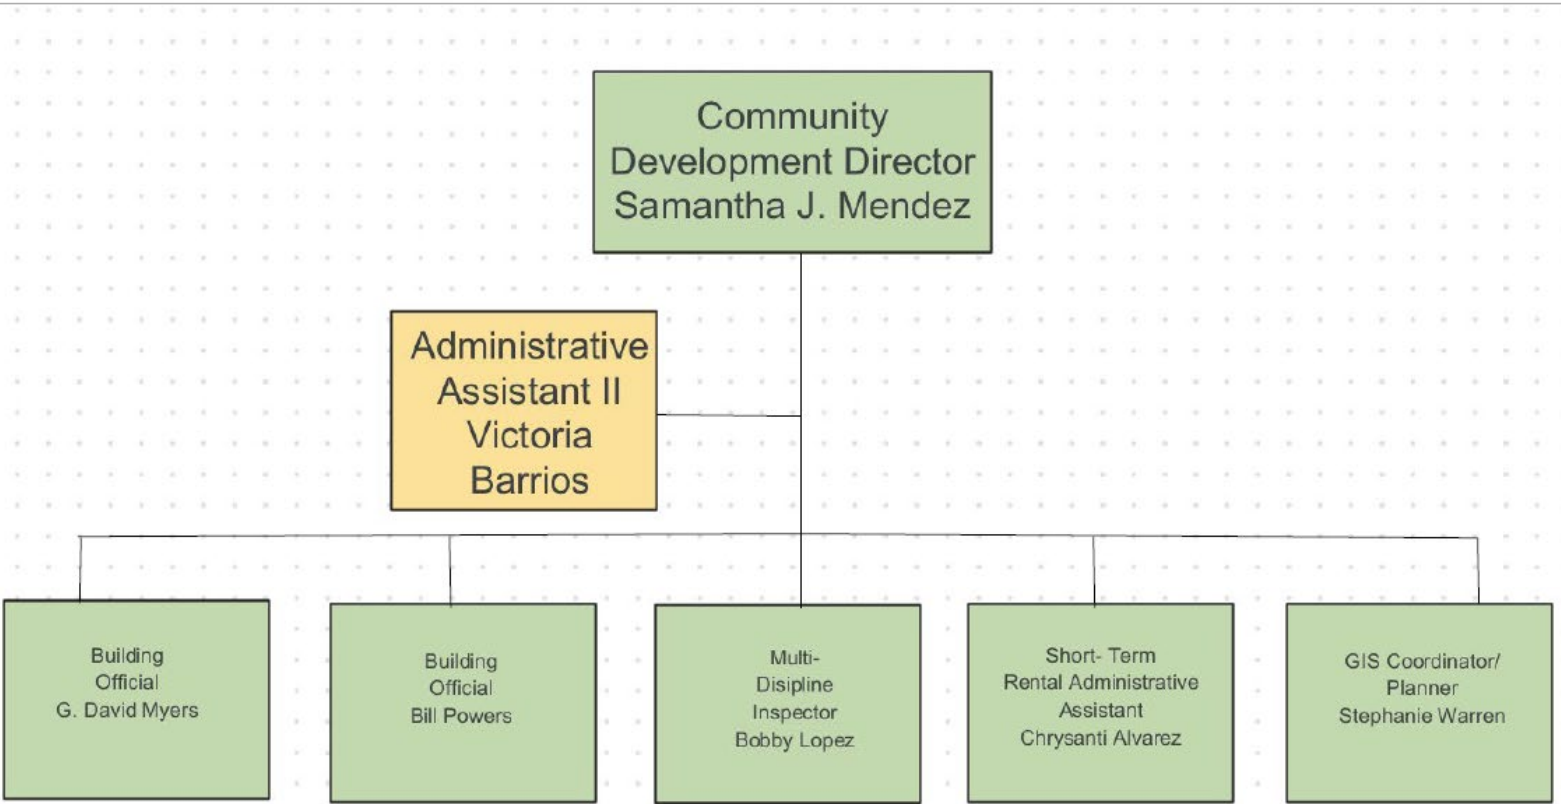 Community
Development Director
Samantha J. Mendez
Administrative
Assistant II
Victoria
Barrios
Building
Official
G. David Myers
Building
Official
Bill Powers
Multi-
Disipline
Inspector
Bobby Lopez
Short- Term
Rental Administrative
Assistant
Chrysanti Alvarez
GIS Coordinator/
Planner
Stephanie Warren